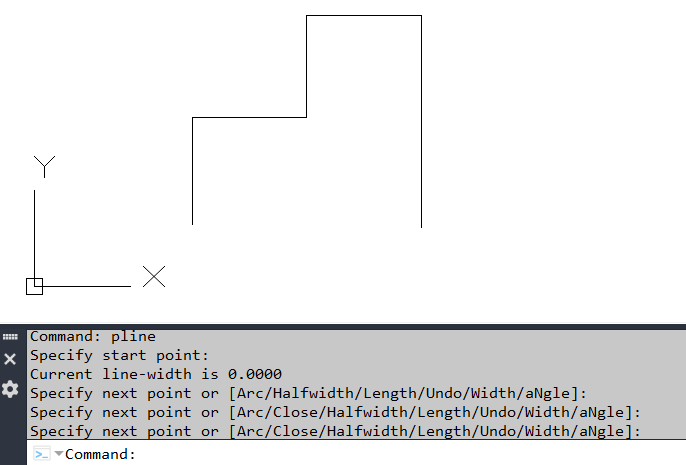 Y
X
Command: pline
Specify start point:
Current line-width is 0.0000
Specify next point or [Arc/Halfwidth/Length/Undo/Width/aNgle]:
Specify next point or [Arc/Close/Halfwidth/Length/Undo/Width/aNgle]:
Specify next point or [Arc/Close/Halfwidth/Length/Undo/Width/aNgle]:
Command: